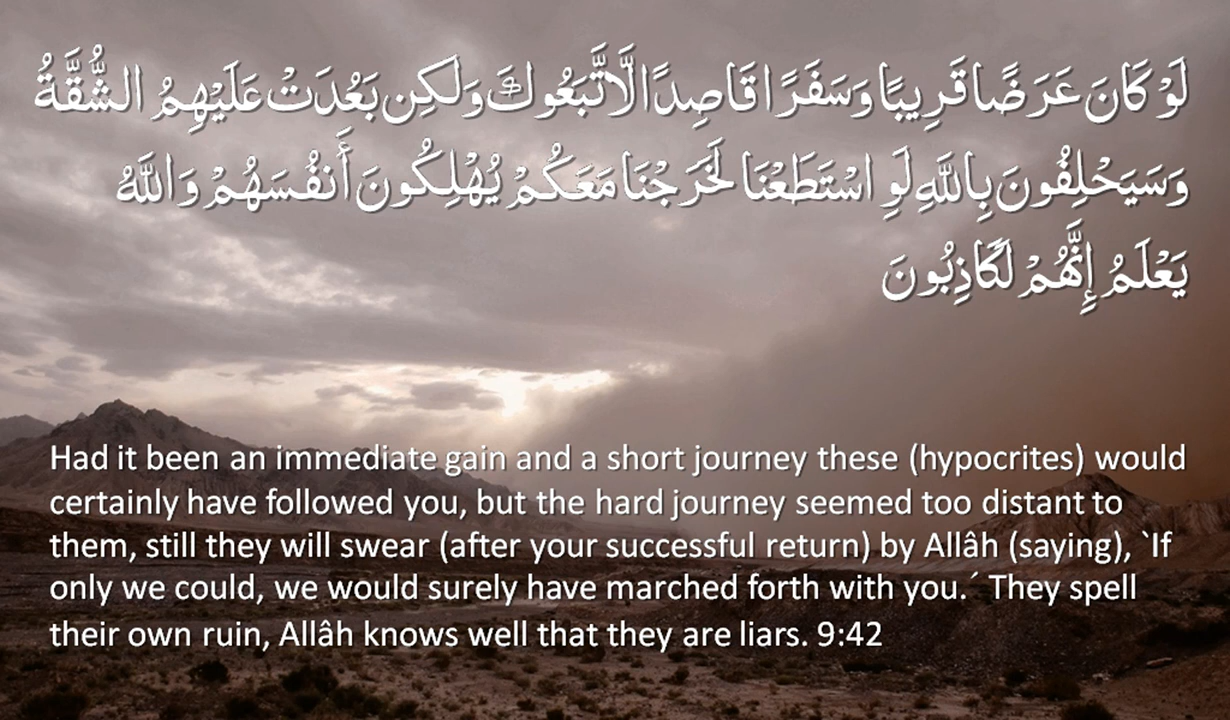 لَوْ كَانَ عَرَضًا قَرِيبًا وَسَفَرًا قَاصِدًا لَّاتَّبَعُوكَ وَلَٰكِن بَعُدَتْ عَلَيْهِمُ الشُّقَّةُ
وَسَيَحْلِفُونَ بِاللَّهِ لَوِ اسْتَطَعْنَا لَخَرَجْنَا مَعَكُمْ يُهْلِكُونَ أَنفُسَهُمْ وَاللَّهُ
يَعْلَمُ إِنَّهُمْ لَكَاذِبُونَ
Had it been an immediate gain and a short journey these (hypocrites) would
certainly have followed you, but the hard journey seemed too distant to
them, still they will swear (after your successful return) by Allâh (saying), `If
only we could, we would surely have marched forth with you.´ They spell
their own ruin, Allâh knows well that they are liars. 9:42